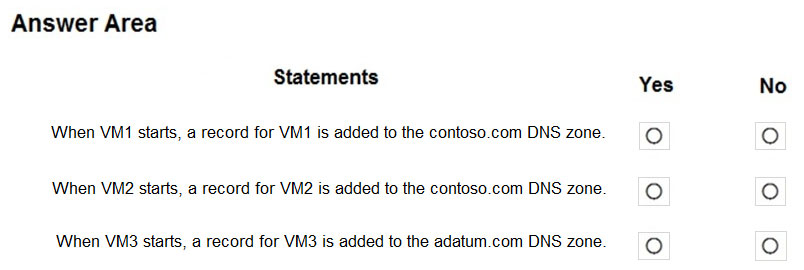 Answer Area
Statements Yes No
When VM1 starts, a record for VM1 is added to the contoso.com DNS zone.
When VM2 starts, a record for VM2 is added to the contoso.com DNS zone.
When VM3 starts, a record for VM3 is added to the adatum.com DNS zone.